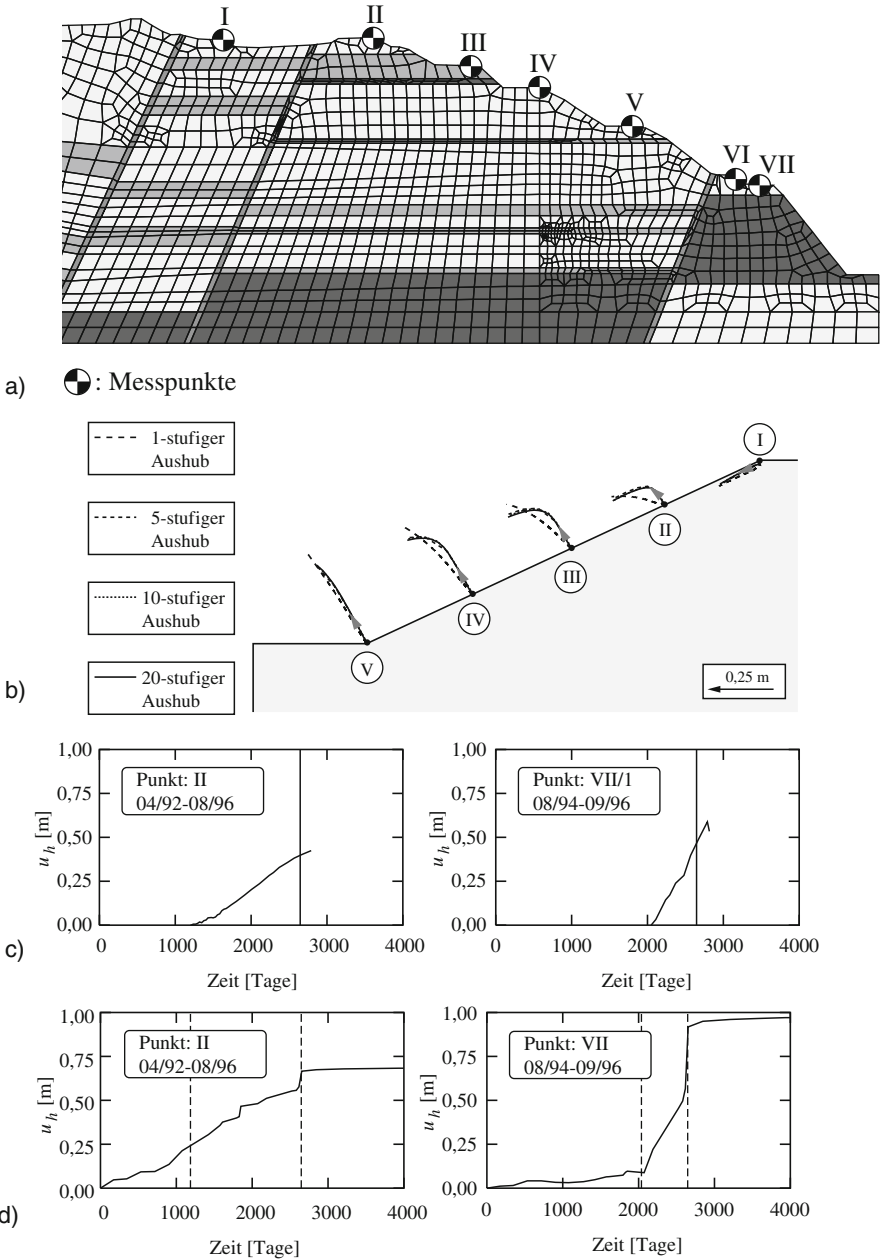 I
II
III
IV
V
VI
VII
a)
: Messpunkte
1-stufiger
Aushub
5-stufiger
Aushub
10-stufiger
Aushub
20-stufiger
Aushub
I
II
III
IV
V
0,25 m
b)
1,00
0,75
0,50
0,25
0,00
u_h [m]
Punkt: II
04/92-08/96
0
1000
2000
3000
4000
Zeit [Tage]
1,00
0,75
0,50
0,25
0,00
u_h [m]
Punkt: VII/1
08/94-09/96
0
1000
2000
3000
4000
Zeit [Tage]
c)
1,00
0,75
0,50
0,25
0,00
u_h [m]
Punkt: II
04/92-08/96
0
1000
2000
3000
4000
Zeit [Tage]
1,00
0,75
0,50
0,25
0,00
u_h [m]
Punkt: VII
08/94-09/96
0
1000
2000
3000
4000
Zeit [Tage]
d)